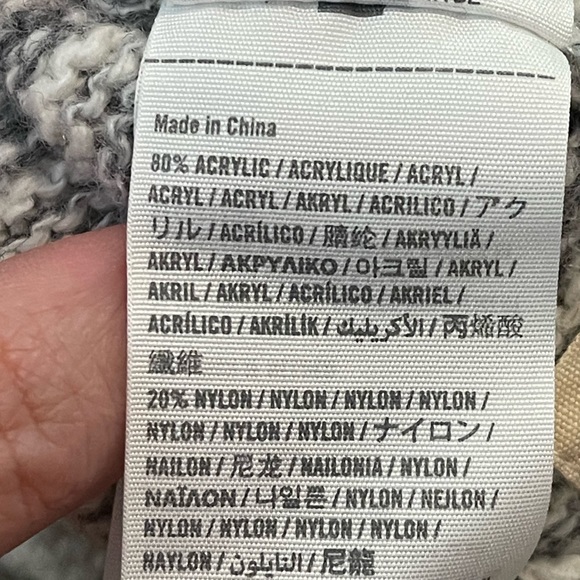 Made in China
80% ACRYLIC / ACRYLIQUE / ACRYL /
ACRYL / ACRYL / AKRYL / ACRILICO / アク
リル / ACRÍLICO / 腈纶 / AKRYYLIÄ /
AKRYL / ΑΚΡΥΛΙΚΟ / 아크릴 / AKRYL /
AKRIL / AKRYL / ACRÍLICO / AKRIEL /
ACRÍLICO / AKRİLİK / الأكريليك / 丙烯酸
纖維
20% NYLON / NYLON / NYLON / NYLON /
NYLON / NYLON / NYLON / ナイロン /
NAILON / 尼龙 / NAILONIA / NYLON /
ΝΑΪΛΟΝ / 나일론 / NYLON / NEJLON /
NYLON / NYLON / NYLON / NYLON /
NAYLON / النايلون / 尼龍